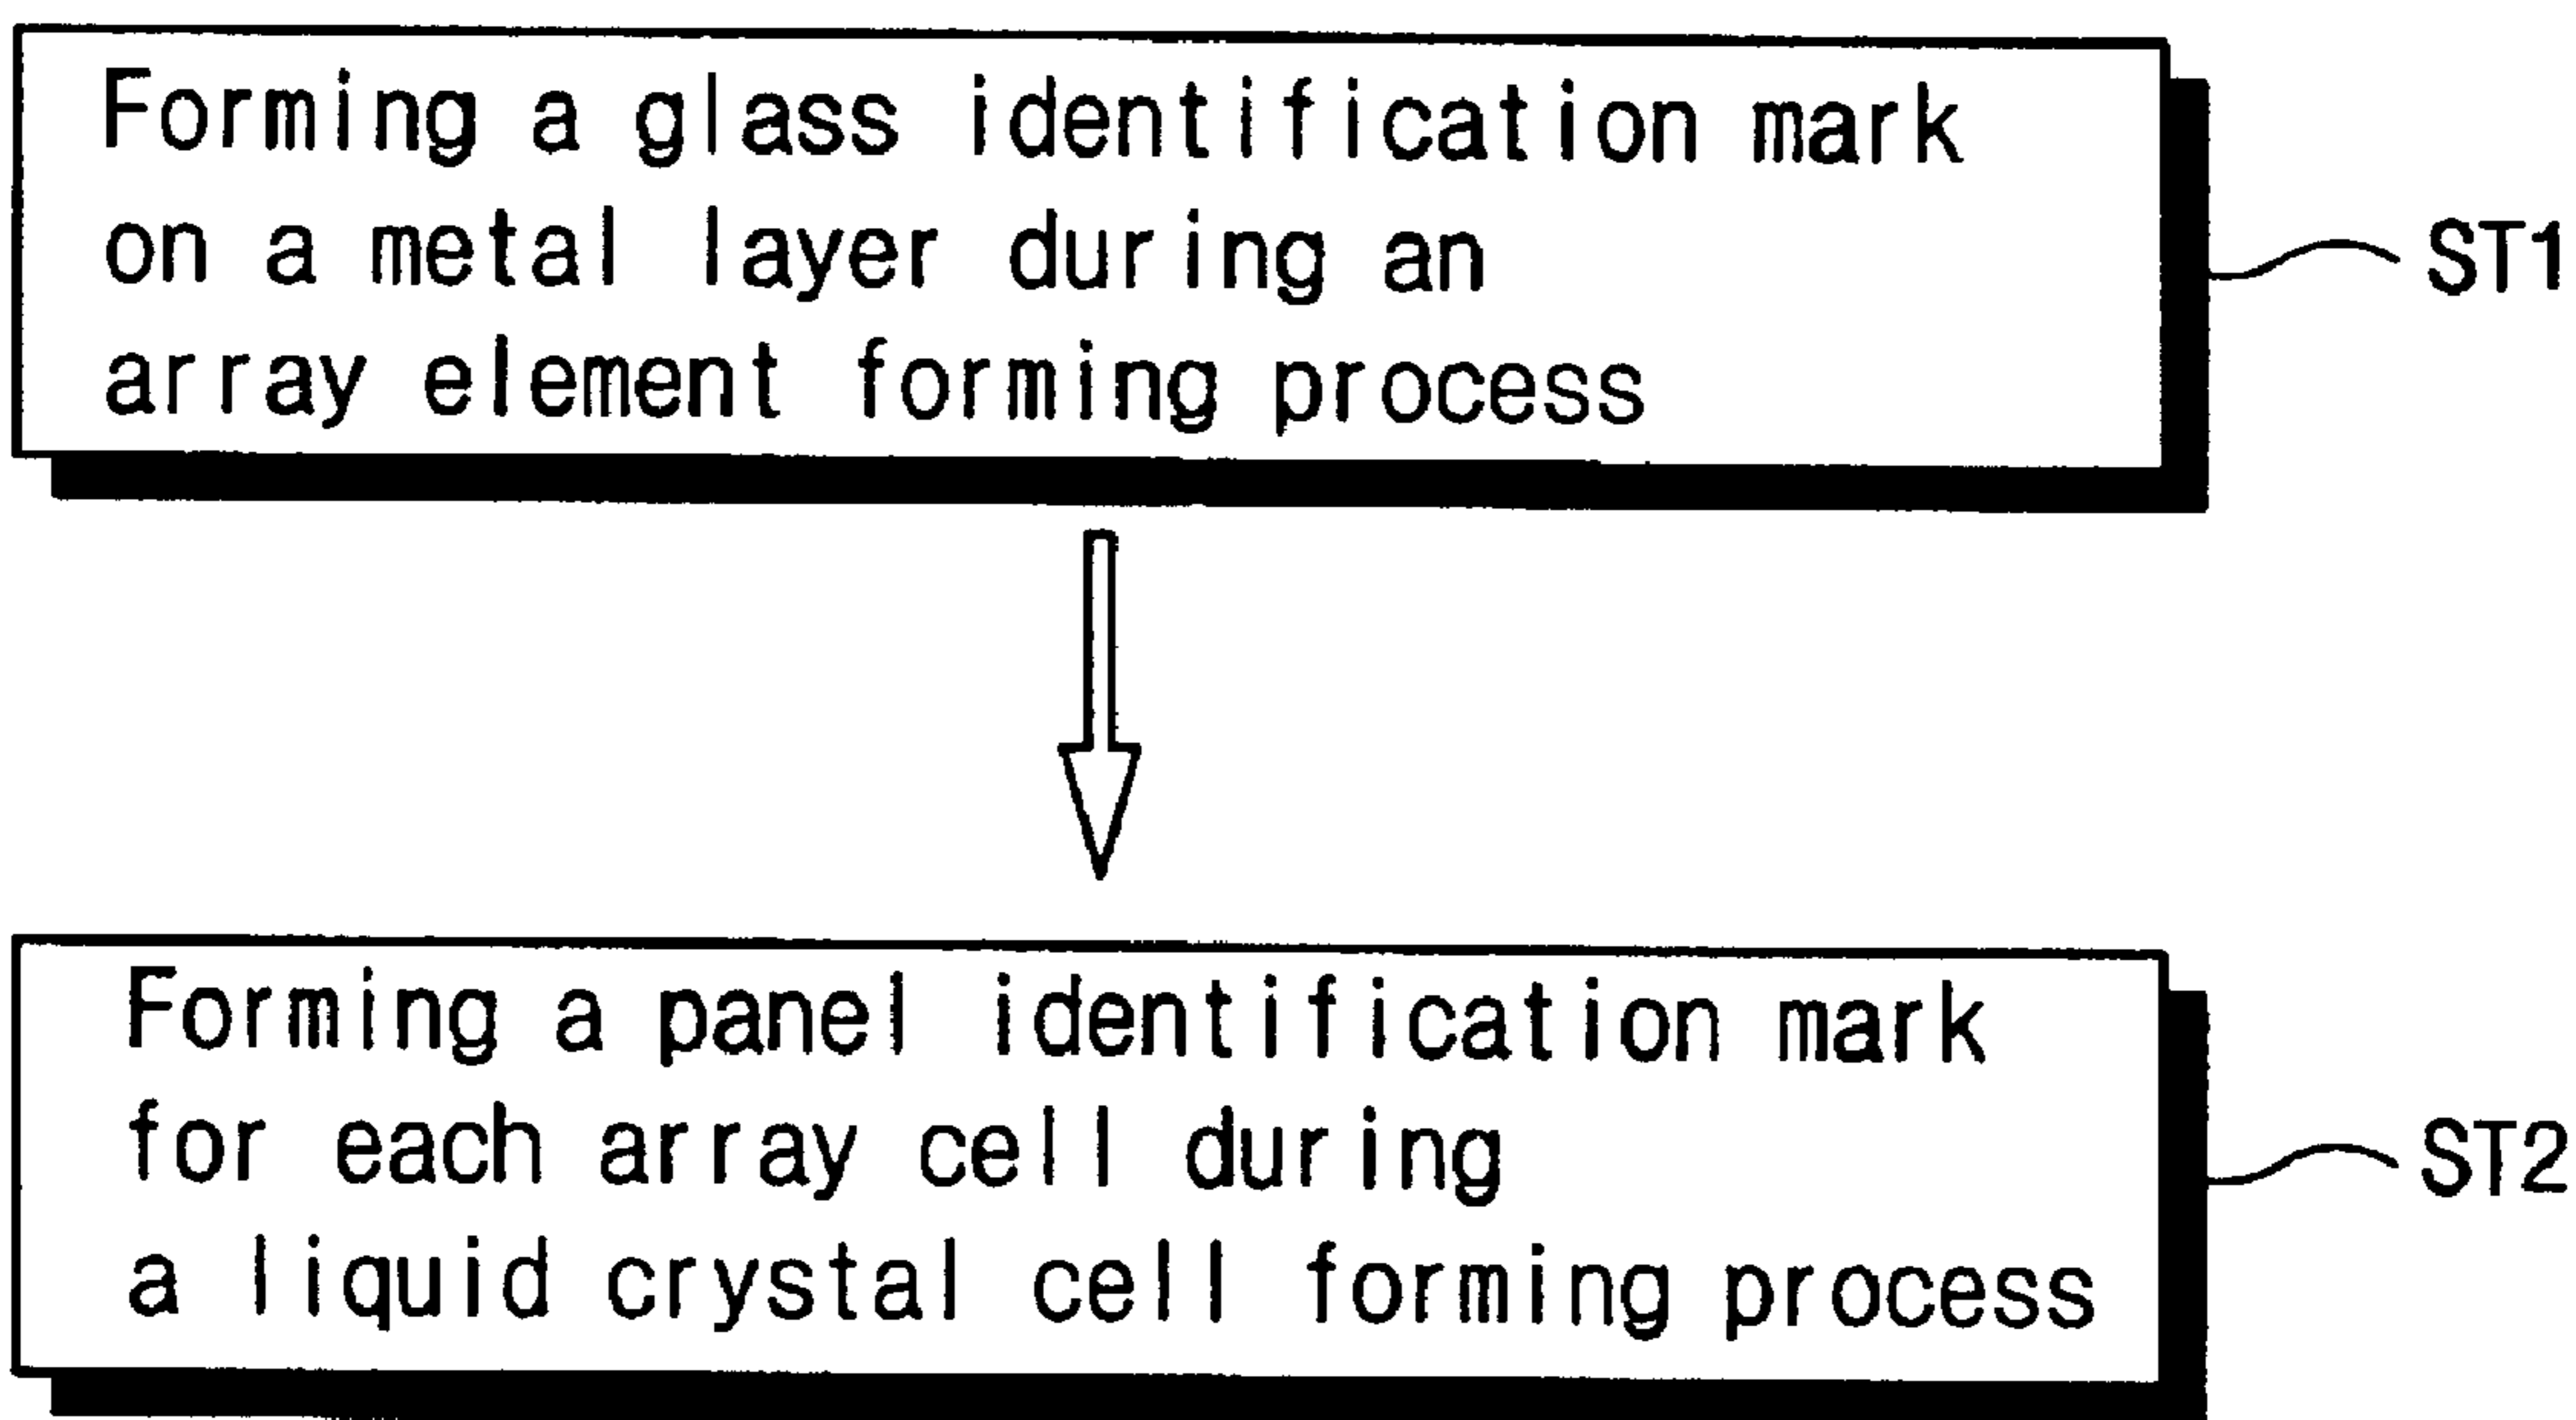 Forming a glass identification mark
on a metal layer during an
array element forming process
ST1
Forming a panel identification mark
for each array cell during
a liquid crystal cell forming process
ST2